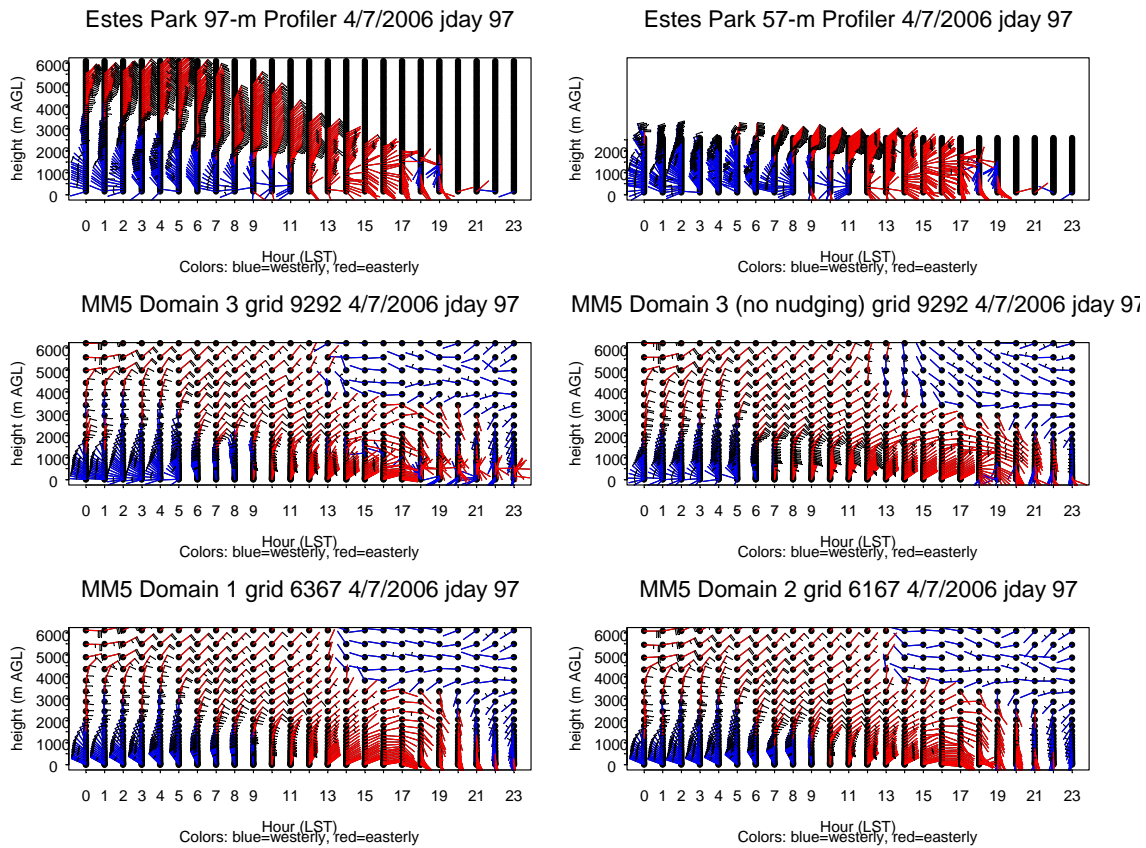 Estes Park 97-m Profiler 4/7/2006 jday 97
height (m AGL)
6000
5000
4000
3000
2000
1000
0
0 1 2 3 4 5 6 7 8 9 11 13 15 17 19 21 23
Hour (LST)
Colors: blue=westerly, red=easterly
Estes Park 57-m Profiler 4/7/2006 jday 97
height (m AGL)
2000
1000
0
0 1 2 3 4 5 6 7 8 9 11 13 15 17 19 21 23
Hour (LST)
Colors: blue=westerly, red=easterly
MM5 Domain 3 grid 9292 4/7/2006 jday 97
height (m AGL)
6000
5000
4000
3000
2000
1000
0
0 1 2 3 4 5 6 7 8 9 11 13 15 17 19 21 23
Hour (LST)
Colors: blue=westerly, red=easterly
MM5 Domain 3 (no nudging) grid 9292 4/7/2006 jday 97
height (m AGL)
6000
5000
4000
3000
2000
1000
0
0 1 2 3 4 5 6 7 8 9 11 13 15 17 19 21 23
Hour (LST)
Colors: blue=westerly, red=easterly
MM5 Domain 1 grid 6367 4/7/2006 jday 97
height (m AGL)
6000
5000
4000
3000
2000
1000
0
0 1 2 3 4 5 6 7 8 9 11 13 15 17 19 21 23
Hour (LST)
Colors: blue=westerly, red=easterly
MM5 Domain 2 grid 6167 4/7/2006 jday 97
height (m AGL)
6000
5000
4000
3000
2000
1000
0
0 1 2 3 4 5 6 7 8 9 11 13 15 17 19 21 23
Hour (LST)
Colors: blue=westerly, red=easterly